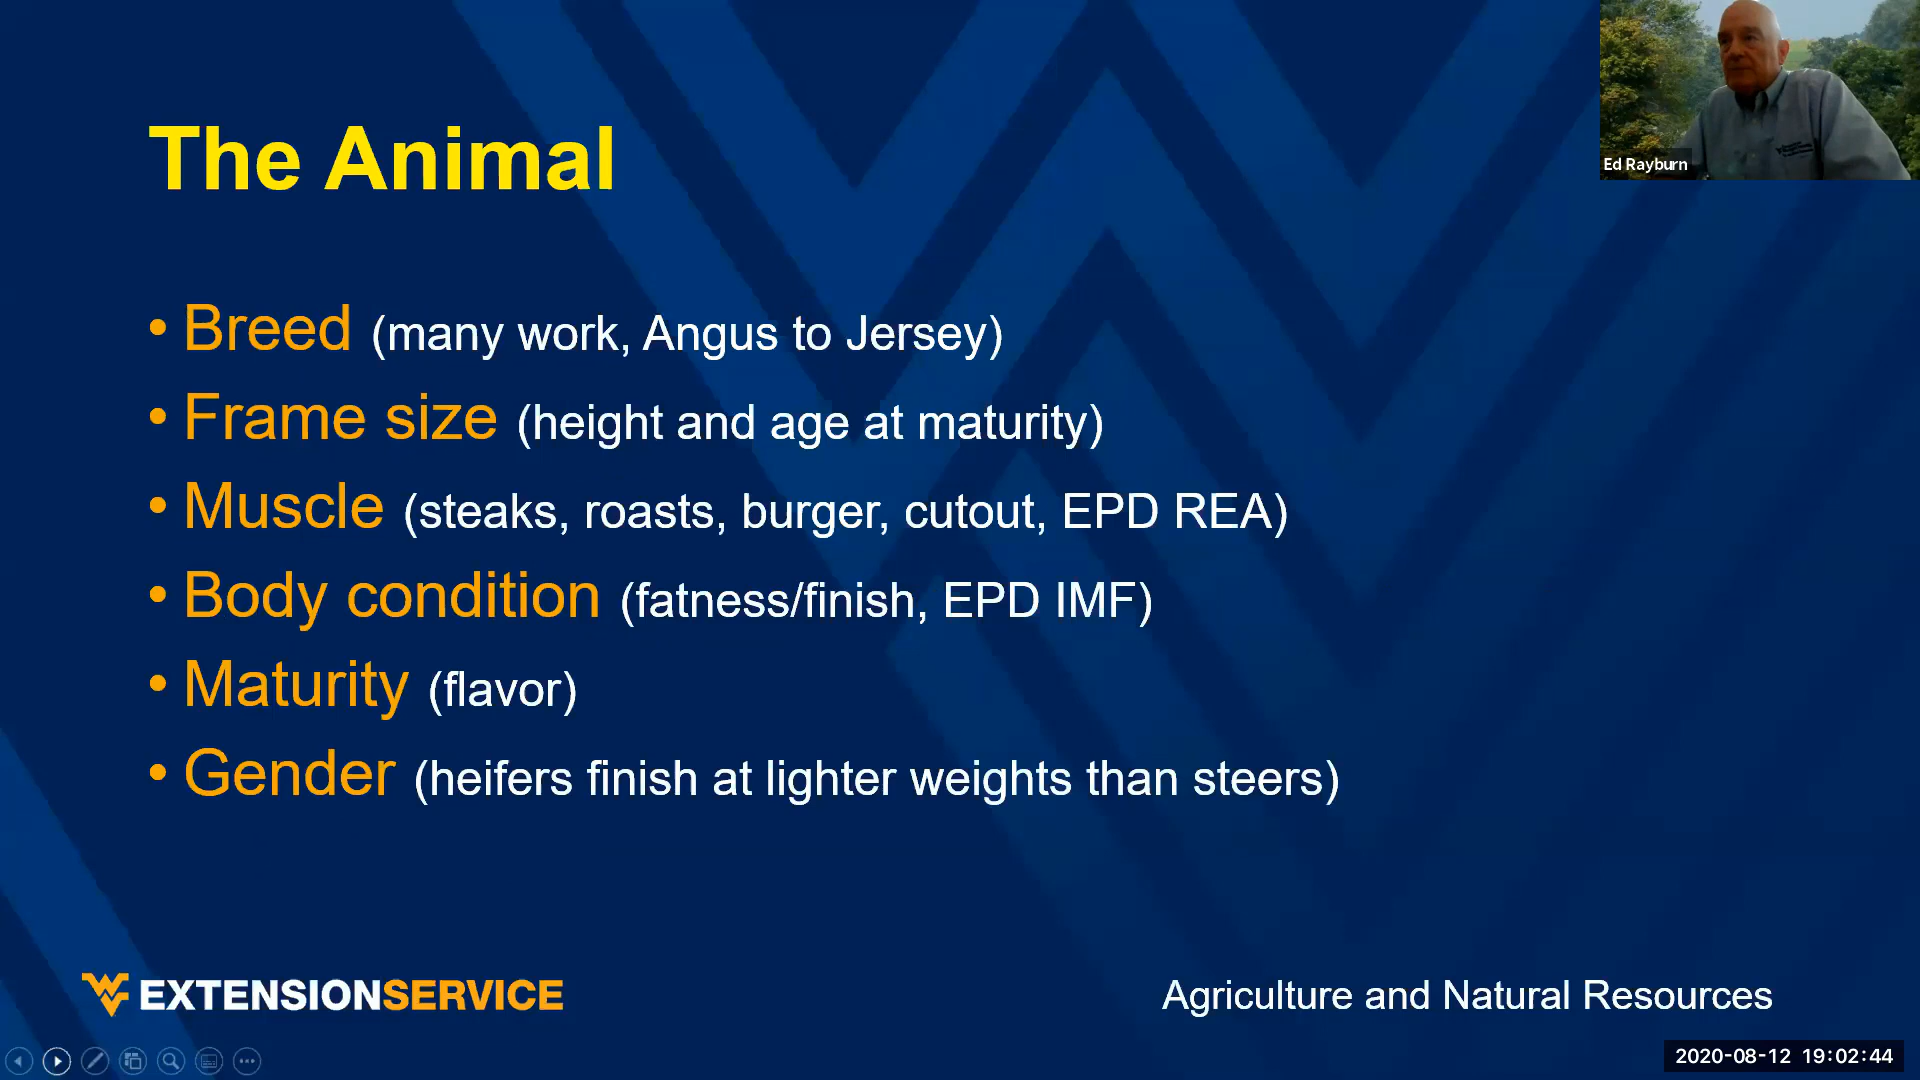 The Animal
Ed Rayburn
• Breed (many work, Angus to Jersey)
• Frame size (height and age at maturity)
• Muscle (steaks, roasts, burger, cutout, EPD REA)
• Body condition (fatness/finish, EPD IMF)
• Maturity (flavor)
• Gender (heifers finish at lighter weights than steers)
EXTENSIONSERVICE
Agriculture and Natural Resources
2020-08-12 19:02:44